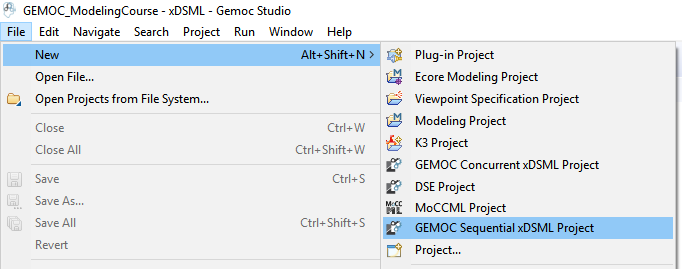 GEMOC_ModelingCourse - xDSML - Gemoc Studio
File Edit Navigate Search Project Run Window Help
New Alt+Shift+N
Open File...
Open Projects from File System...
Close Ctrl+W
Close All Ctrl+Shift+W
Save Ctrl+S
Save As...
Save All Ctrl+Shift+S
Revert
Plug-in Project
Ecore Modeling Project
Viewpoint Specification Project
Modeling Project
K3 Project
GEMOC Concurrent xDSML Project
DSE Project
MoCC ML MoCCML Project
GEMOC Sequential xDSML Project
Project...